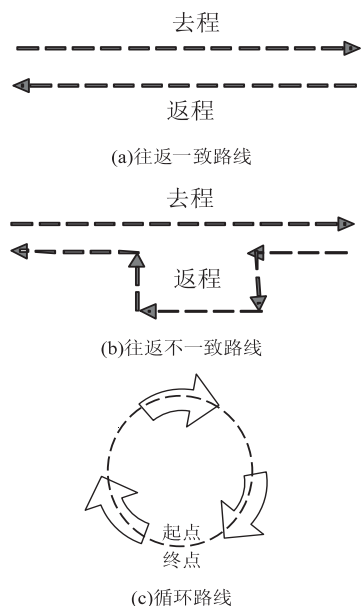 去程
返程
(a)往返一致路线
去程
返程
(b)往返不一致路线
起点
终点
(c)循环路线